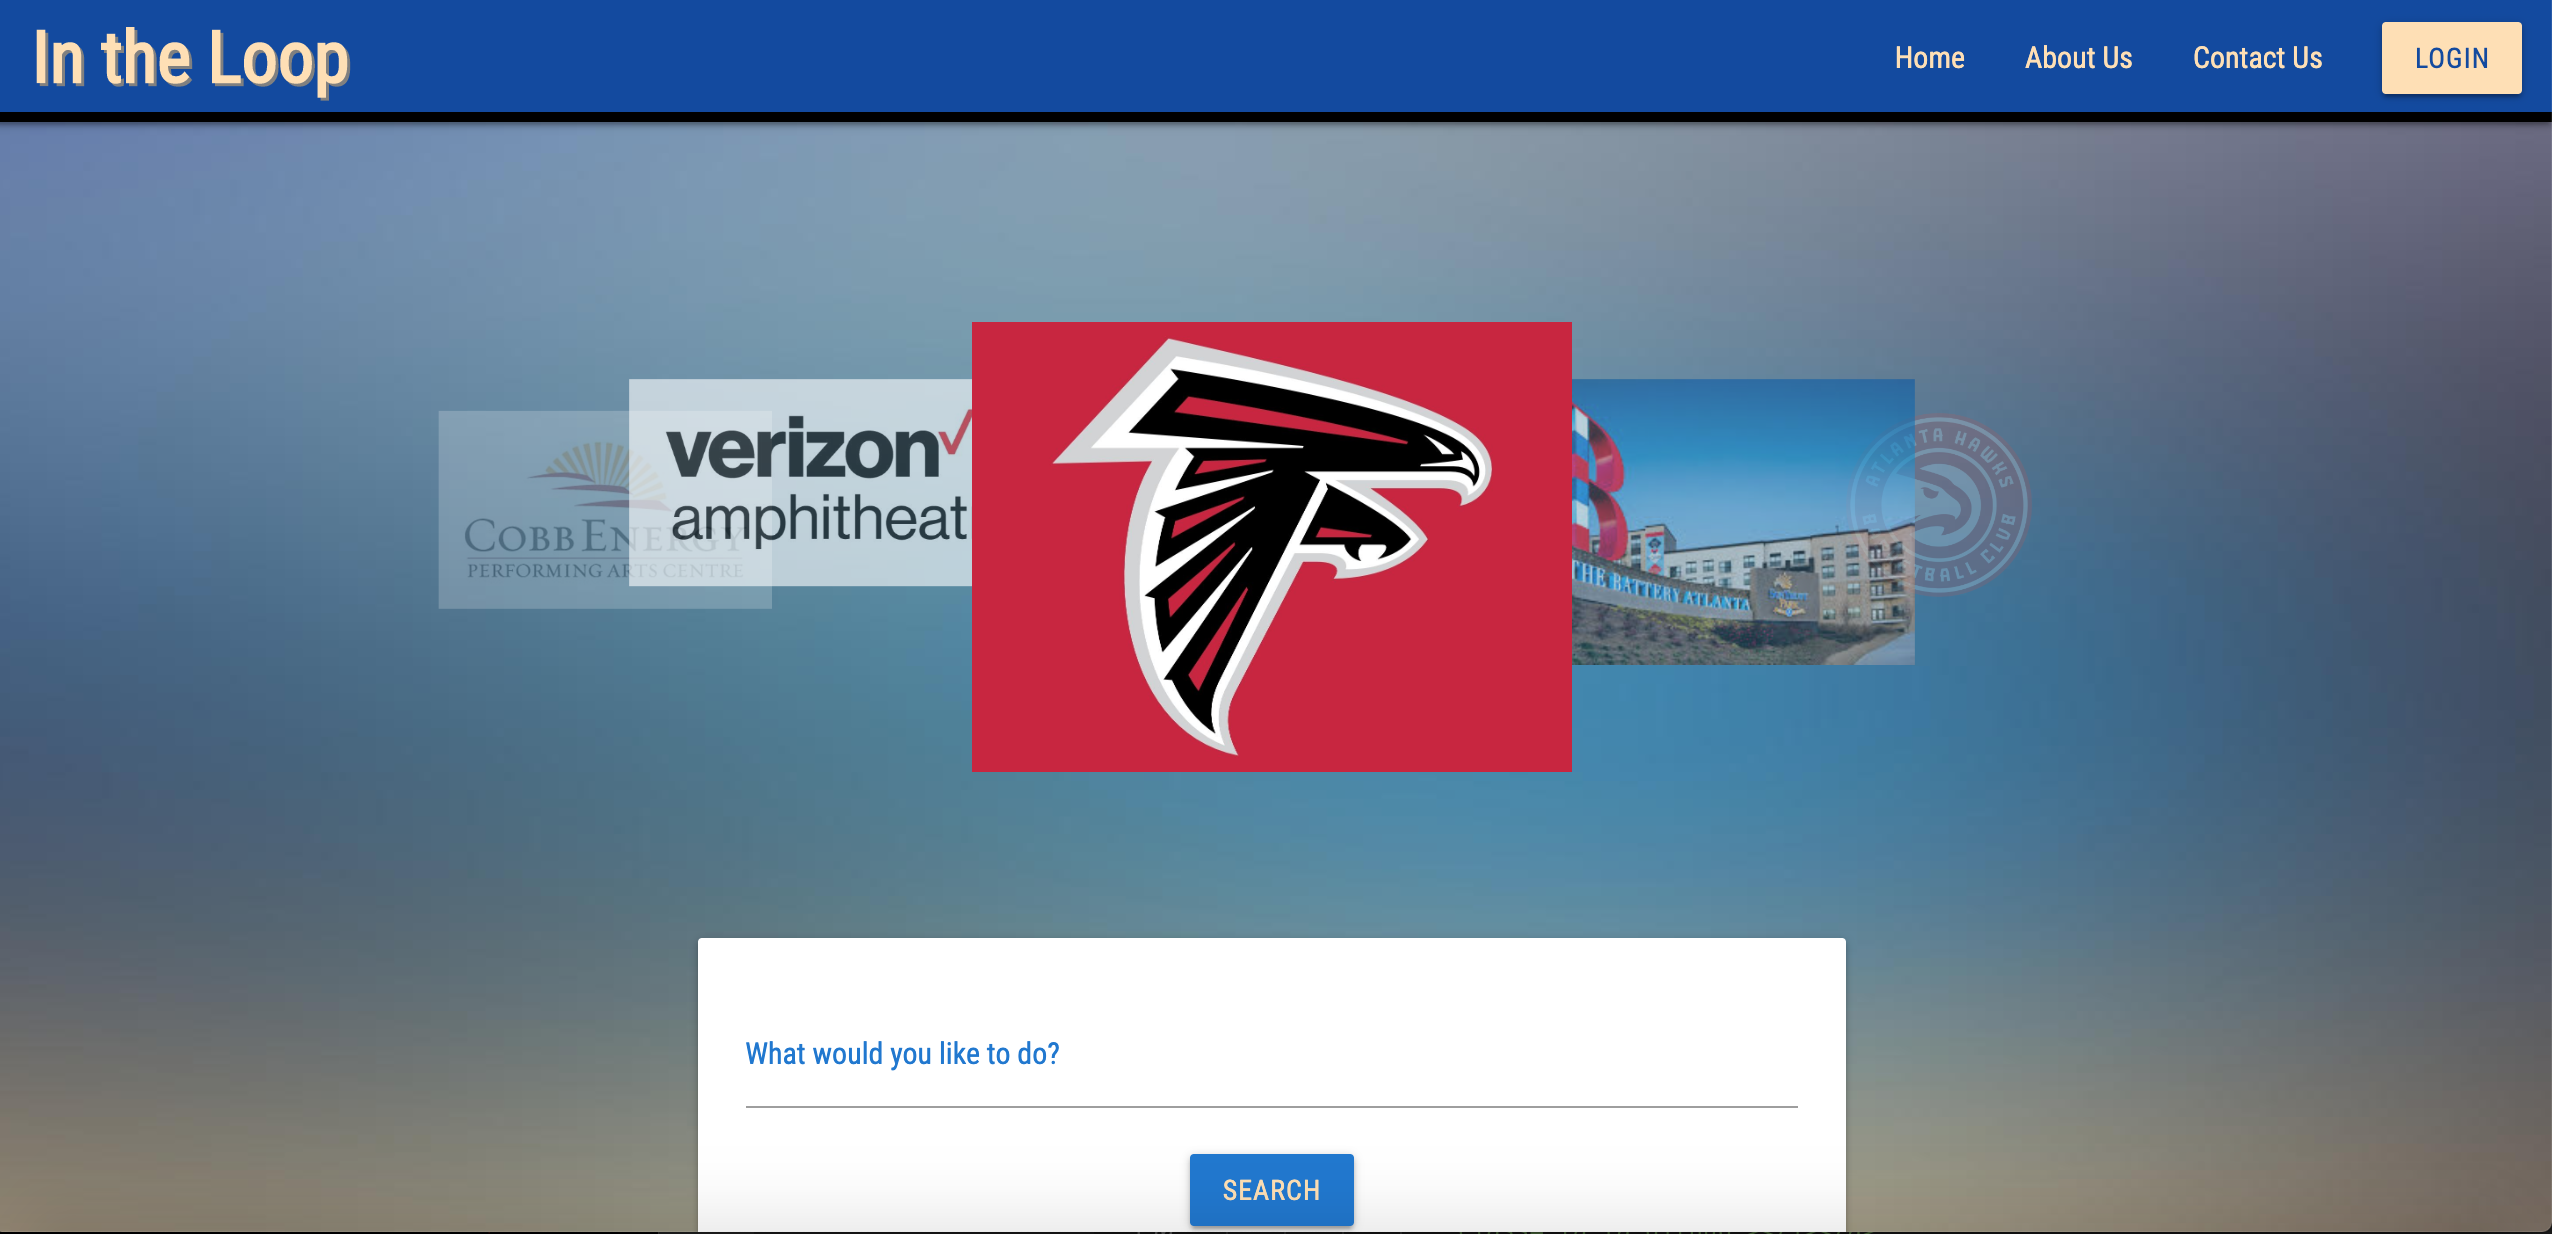 In the Loop
Home
About Us
Contact Us
LOGIN
COBB ENERGY
PERFORMING ARTS CENTRE
verizon
amphitheat
THE BATTERY ATLANTA
ATLANTA HAWKS
TBALL CLUB
What would you like to do?
SEARCH